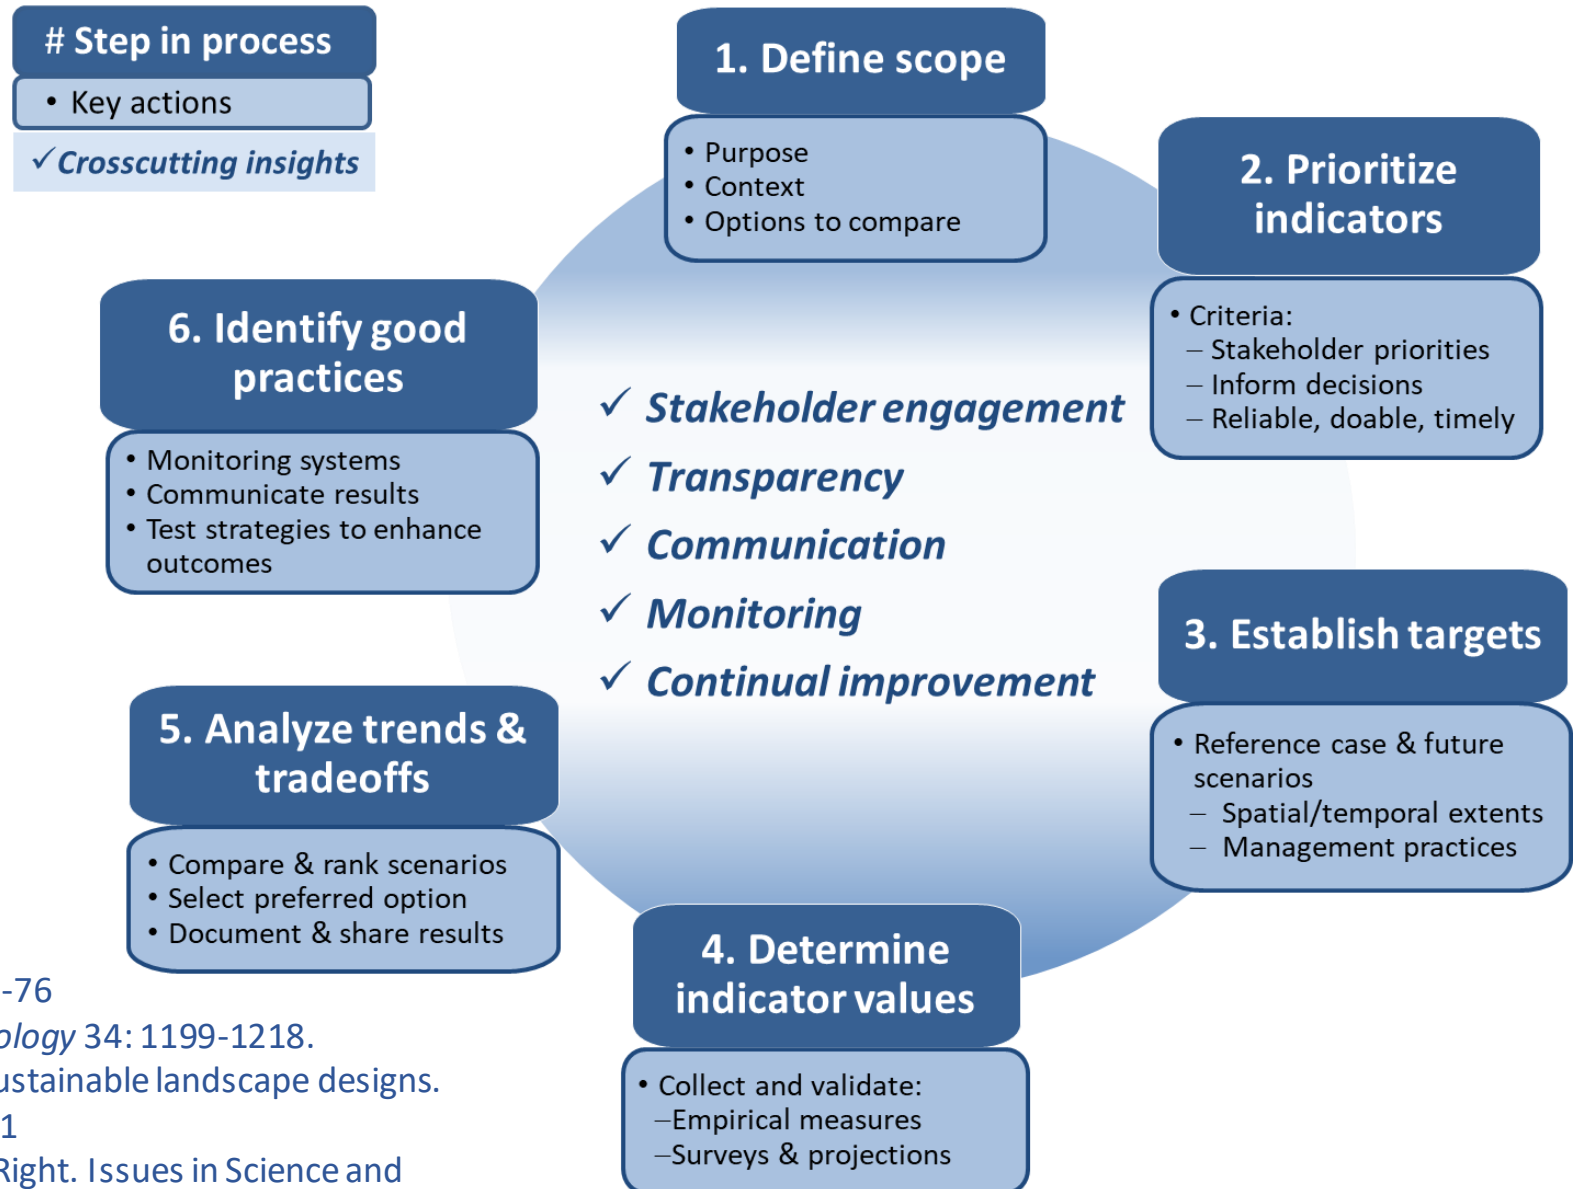 # Step in process
• Key actions
✓ Crosscutting insights
1. Define scope
• Purpose
• Context
• Options to compare
2. Prioritize
indicators
• Criteria:
– Stakeholder priorities
– Inform decisions
– Reliable, doable, timely
3. Establish targets
• Reference case & future
scenarios
– Spatial/temporal extents
– Management practices
4. Determine
indicator values
• Collect and validate:
–Empirical measures
–Surveys & projections
5. Analyze trends &
tradeoffs
• Compare & rank scenarios
• Select preferred option
• Document & share results
6. Identify good
practices
• Monitoring systems
• Communicate results
• Test strategies to enhance
outcomes
✓ Stakeholder engagement
✓ Transparency
✓ Communication
✓ Monitoring
✓ Continual improvement
-76
ology 34: 1199-1218.
ustainable landscape designs.
1
Right. Issues in Science and